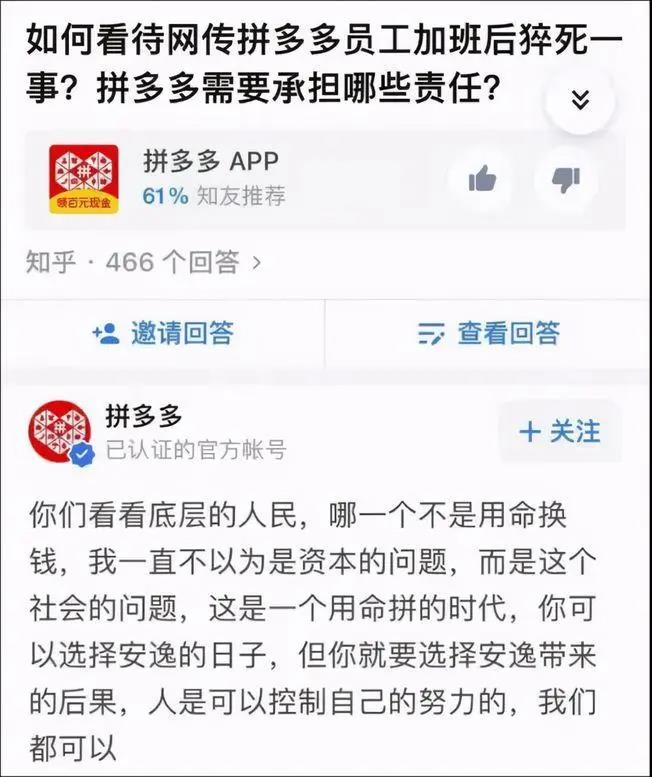 如何看待网传拼多多员工加班后猝死一
事？拼多多需要承担哪些责任？
拼
领百元现金
拼多多 APP
61% 知友推荐
知乎 · 466 个回答 >
邀请回答
查看回答
拼
拼多多
已认证的官方帐号
+ 关注
你们看看底层的人民，哪一个不是用命换
钱，我一直不以为是资本的问题，而是这个
社会的问题，这是一个用命拼的时代，你可
以选择安逸的日子，但你就要选择安逸带来
的后果，人是可以控制自己的努力的，我们
都可以